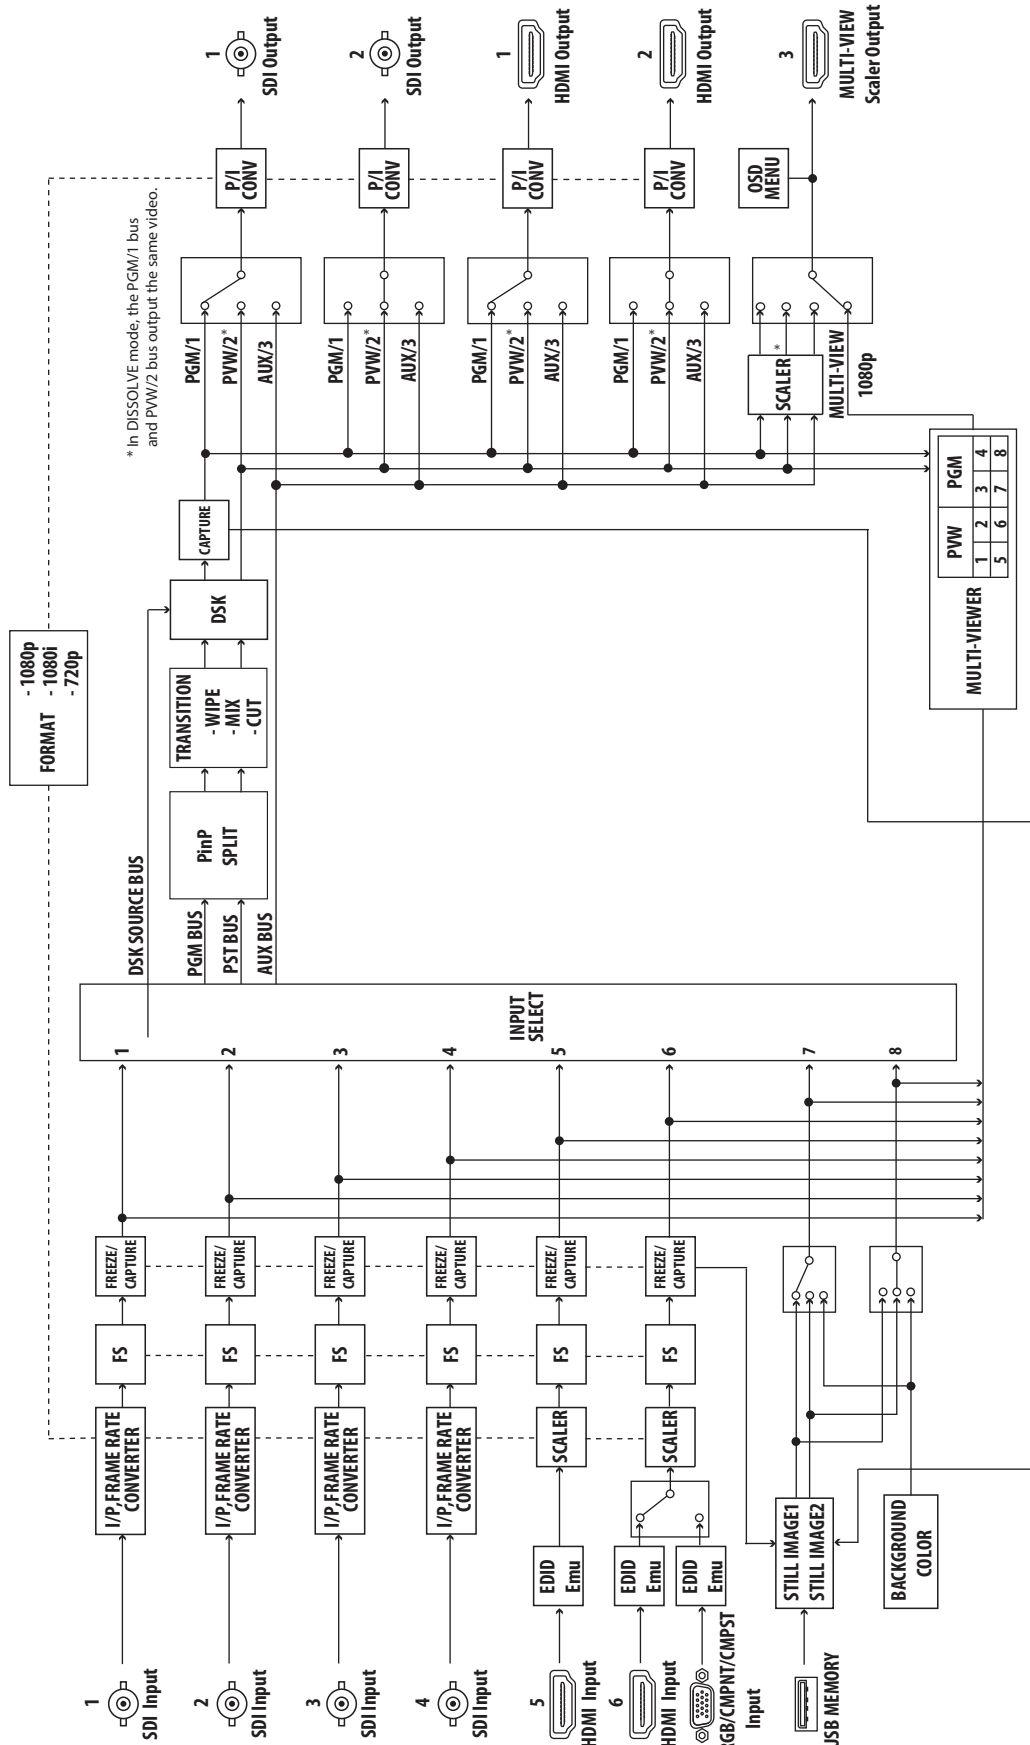 1
SDI Input
2
SDI Input
3
SDI Input
4
SDI Input
5
HDMI Input
6
HDMI Input
RGB/CMPNT/CMPST
Input
USB MEMORY
I/P,FRAME RATE
CONVERTER
I/P,FRAME RATE
CONVERTER
I/P,FRAME RATE
CONVERTER
I/P,FRAME RATE
CONVERTER
EDID
Emu
EDID
Emu
EDID
Emu
SCALER
SCALER
STILL IMAGE1
STILL IMAGE2
BACKGROUND
COLOR
FS
FS
FS
FS
FS
FS
FREEZE/
CAPTURE
FREEZE/
CAPTURE
FREEZE/
CAPTURE
FREEZE/
CAPTURE
FREEZE/
CAPTURE
FREEZE/
CAPTURE
1
2
3
4
5
6
7
8
INPUT
SELECT
DSK SOURCE BUS
PGM BUS
PST BUS
AUX BUS
PinP
SPLIT
TRANSITION
- WIPE
- MIX
- CUT
FORMAT
- 1080p
- 1080i
- 720p
DSK
CAPTURE
MULTI-VIEWER
PVW
PGM
1
2
3
4
5
6
7
8
* In DISSOLVE mode, the PGM/1 bus
and PVW/2 bus output the same video.
PGM/1
PVW/2*
AUX/3
PGM/1
PVW/2*
AUX/3
PGM/1
PVW/2*
AUX/3
PGM/1
PVW/2*
AUX/3
SCALER
*
MULTI-VIEW
1080p
P/I
CONV
P/I
CONV
P/I
CONV
P/I
CONV
OSD
MENU
1
SDI Output
2
SDI Output
1
HDMI Output
2
HDMI Output
3
MULTI-VIEW
Scaler Output